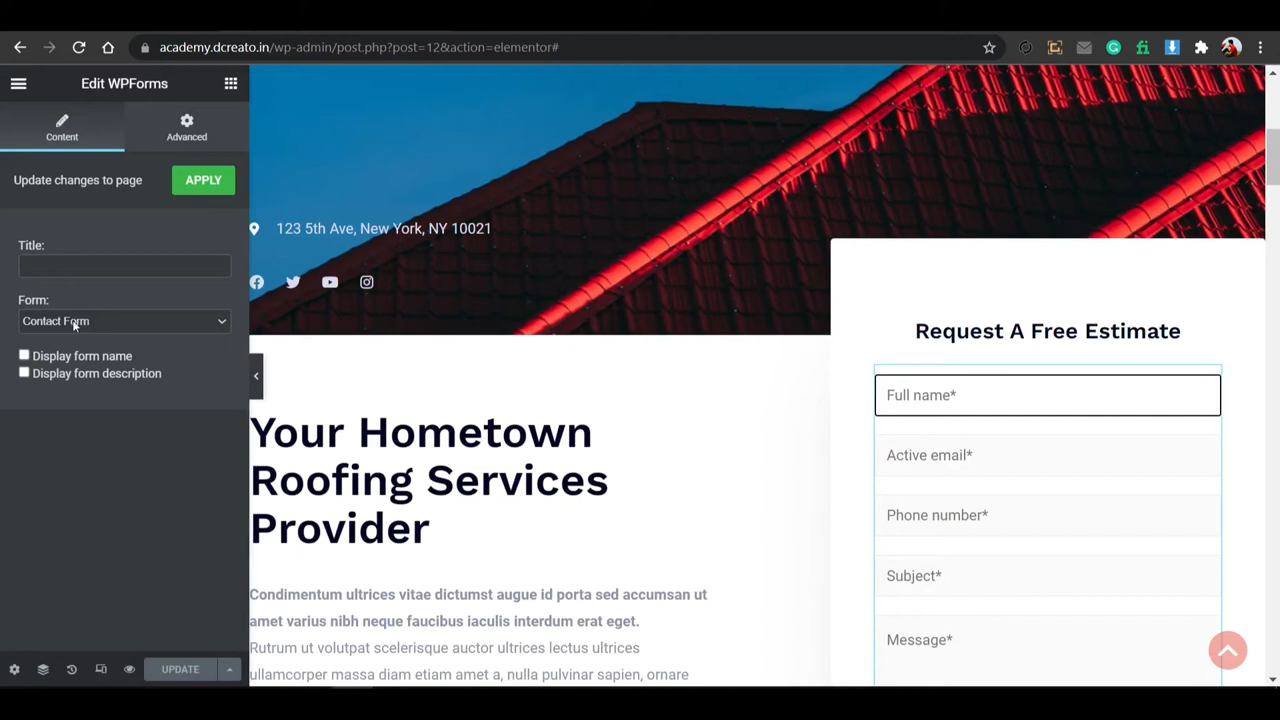 academy.dcreato.in/wp-admin/post.php?post=12&action=elementor#
Edit WPForms
Content
Advanced
Update changes to page
APPLY
Title:
Form:
Contact Form
Display form name
Display form description
UPDATE
123 5th Ave, New York, NY 10021
Your Hometown
Roofing Services
Provider
Condimentum ultrices vitae dictumst augue id porta sed accumsan ut
amet varius nibh neque faucibus iaculis interdum erat eget.
Rutrum ut volutpat scelerisque auctor ultrices lectus ultrices
ullamcorper massa diam etiam amet a, nulla pulvinar sapien, ornare
Request A Free Estimate
Full name*
Active email*
Phone number*
Subject*
Message*